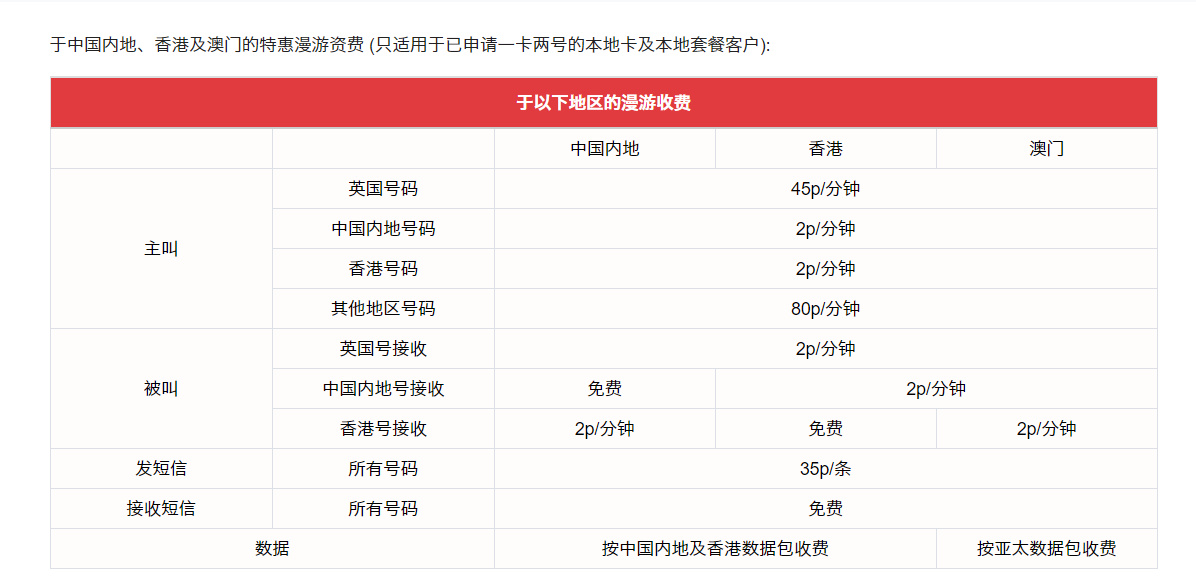 于中国内地、香港及澳门的特惠漫游资费 (只适用于已申请一卡两号的本地卡及本地套餐客户):
于以下地区的漫游收费
中国内地 香港 澳门
主叫 英国号码 45p/分钟
中国内地号码 2p/分钟
香港号码 2p/分钟
其他地区号码 80p/分钟
被叫 英国号接收 2p/分钟
中国内地号接收 免费 2p/分钟
香港号接收 2p/分钟 免费 2p/分钟
发短信 所有号码 35p/条
接收短信 所有号码 免费
数据 按中国内地及香港数据包收费 按亚太数据包收费